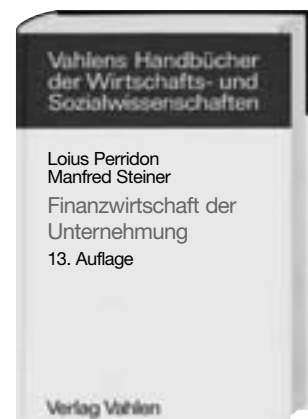 Vahlens Handbücher
der Wirtschafts- und
Sozialwissenschaften
Loius Perridon
Manfred Steiner
Finanzwirtschaft der
Unternehmung
13. Auflage
Verlag Vahlen